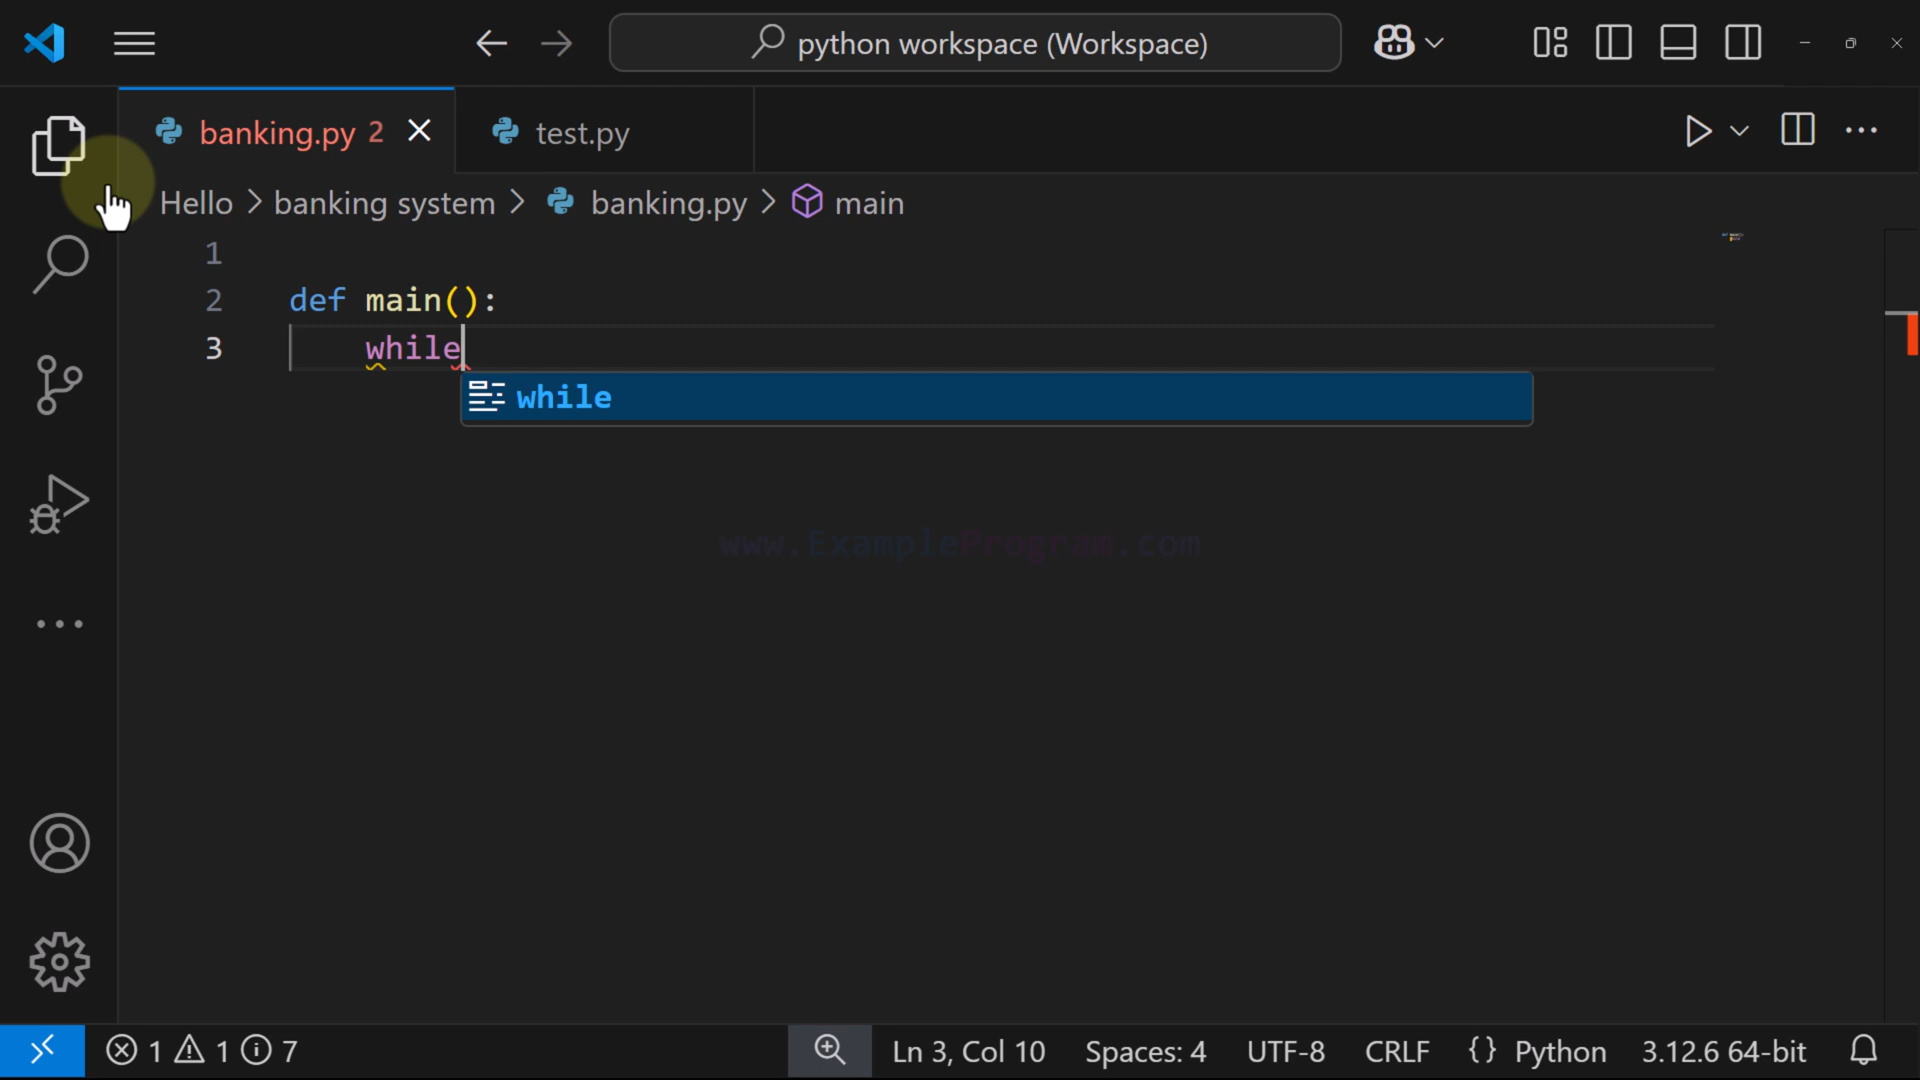 python workspace (Workspace)
banking.py 2
test.py
Hello > banking system > banking.py > main
1
2 def main():
3 while
while
www.ExampleProgram.com
1 1 7
Ln 3, Col 10 Spaces: 4 UTF-8 CRLF {} Python 3.12.6 64-bit